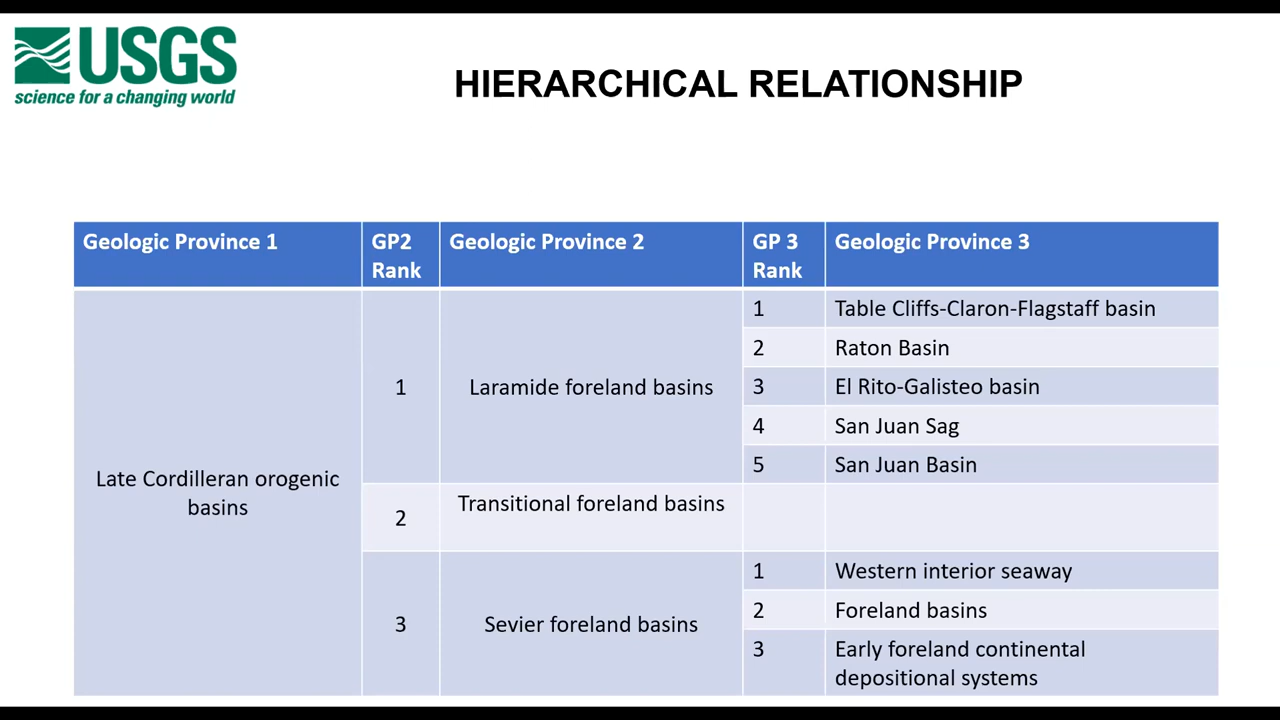 USGS
science for a changing world
HIERARCHICAL RELATIONSHIP
Geologic Province 1
GP2
Rank
Geologic Province 2
GP 3
Rank
Geologic Province 3
Late Cordilleran orogenic
basins
1
Laramide foreland basins
1
Table Cliffs-Claron-Flagstaff basin
2
Raton Basin
3
El Rito-Galisteo basin
4
San Juan Sag
5
San Juan Basin
2
Transitional foreland basins
3
Sevier foreland basins
1
Western interior seaway
2
Foreland basins
3
Early foreland continental
depositional systems